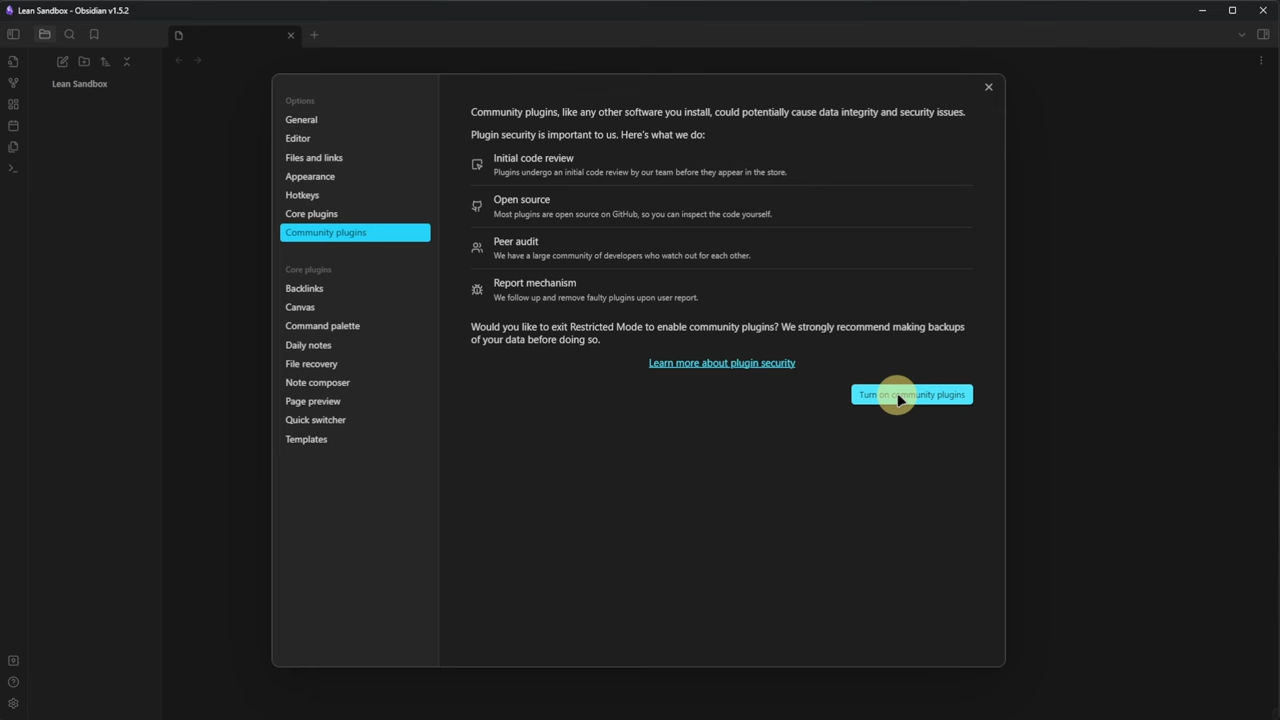 Lean Sandbox - Obsidian v1.5.2
Lean Sandbox
Options
General
Editor
Files and links
Appearance
Hotkeys
Core plugins
Community plugins
Core plugins
Backlinks
Canvas
Command palette
Daily notes
File recovery
Note composer
Page preview
Quick switcher
Templates
Community plugins, like any other software you install, could potentially cause data integrity and security issues.
Plugin security is important to us. Here's what we do:
Initial code review
Plugins undergo an initial code review by our team before they appear in the store.
Open source
Most plugins are open source on GitHub, so you can inspect the code yourself.
Peer audit
We have a large community of developers who watch out for each other.
Report mechanism
We follow up and remove faulty plugins upon user report.
Would you like to exit Restricted Mode to enable community plugins? We strongly recommend making backups
of your data before doing so.
Learn more about plugin security
Turn on community plugins